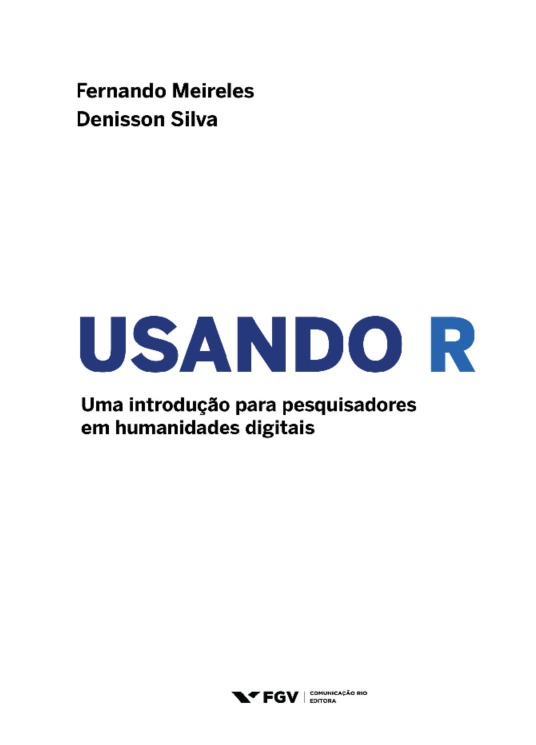 Fernando Meireles
Denisson Silva
USANDO R
Uma introdução para pesquisadores
em humanidades digitais
FGV
COMUNICAÇÃO RIO
EDITORA